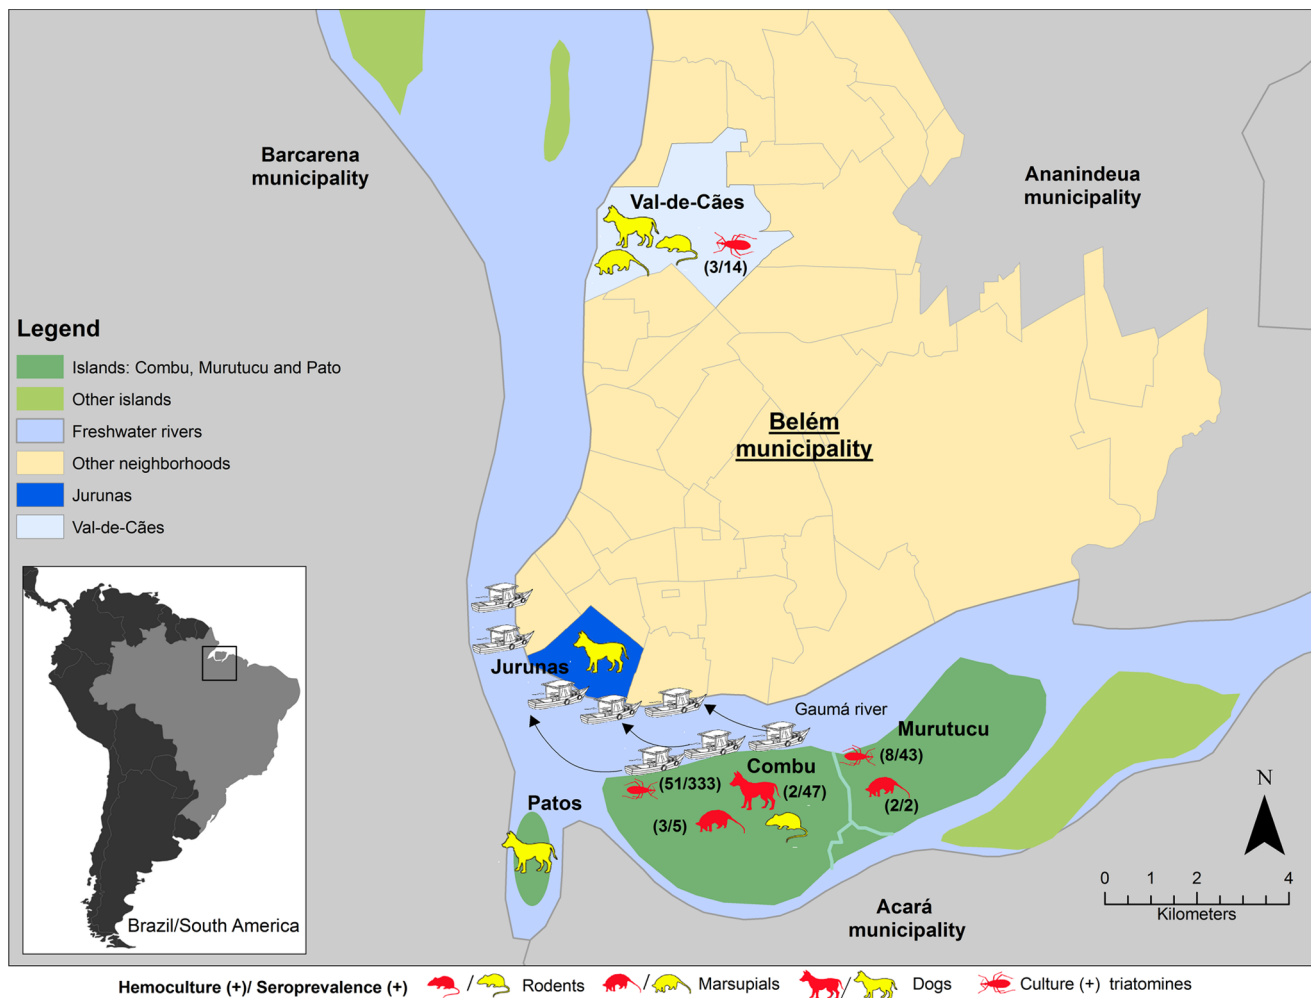 Barcarena
municipality
Ananindeua
municipality
Val-de-Cães
(3/14)
Legend
Islands: Combu, Murutucu and Pato
Other islands
Freshwater rivers
Other neighborhoods
Jurunas
Val-de-Cães
Belém
municipality
Jurunas
Gaumá river
Murutucu
(8/43)
Combu
(51/333)
(2/47)
(2/2)
(3/5)
Patos
N
0 1 2 4
Kilometers
Acará
municipality
Brazil/South America
Hemoculture (+)/ Seroprevalence (+) / Rodents / Marsupials / Dogs Culture (+) triatomines